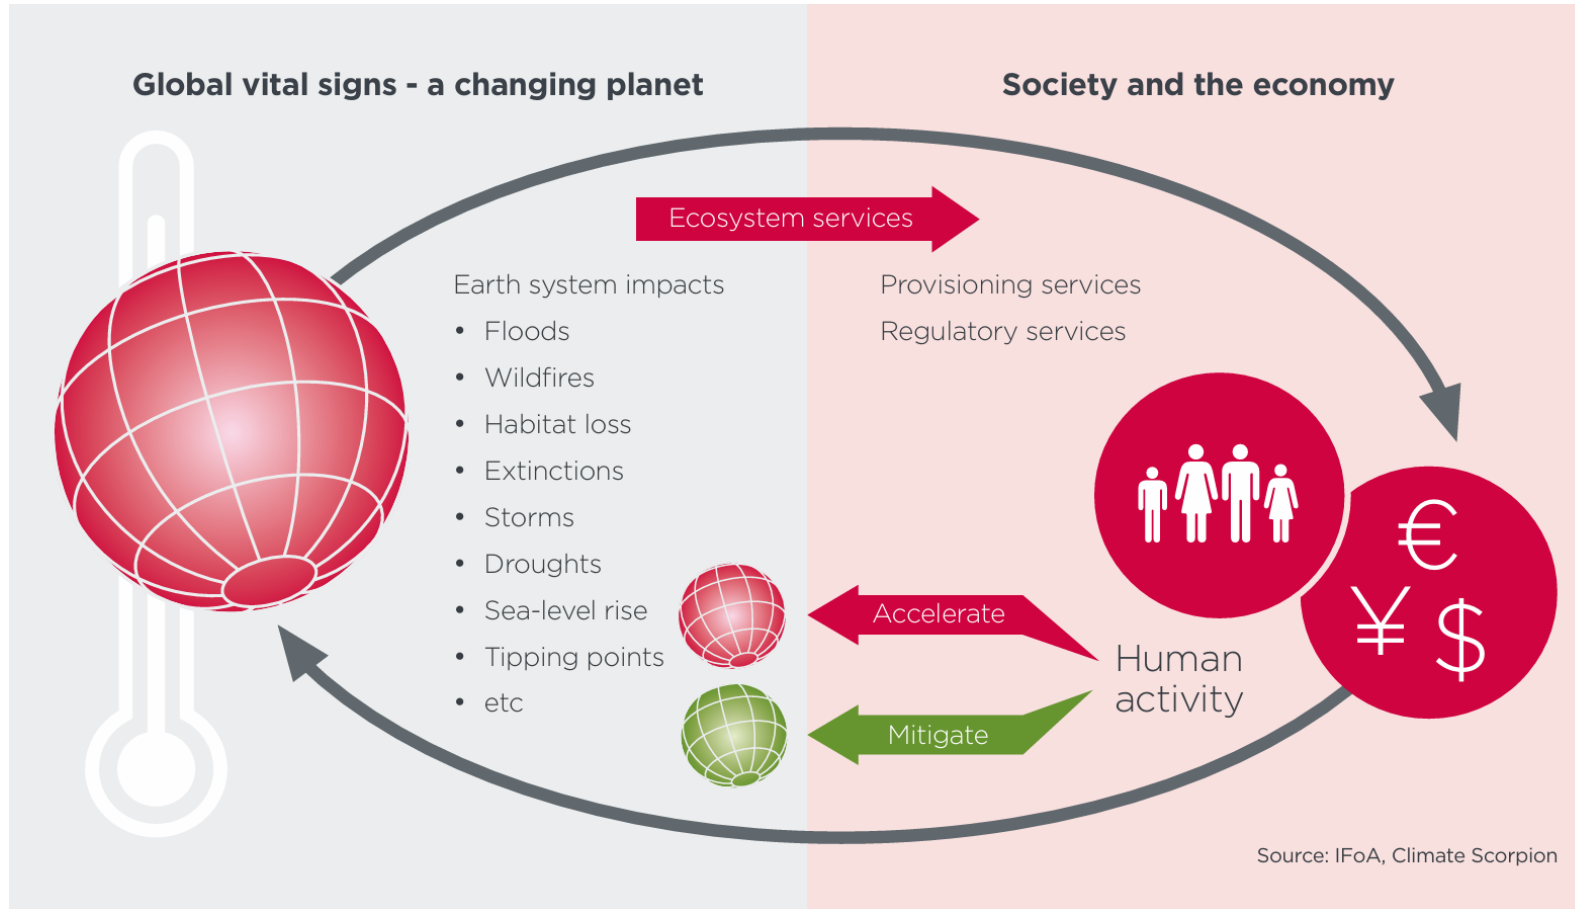 Global vital signs - a changing planet
Society and the economy
Ecosystem services
Earth system impacts
• Floods
• Wildfires
• Habitat loss
• Extinctions
• Storms
• Droughts
• Sea-level rise
• Tipping points
• etc
Provisioning services
Regulatory services
€
¥ $
Accelerate
Human
activity
Mitigate
Source: IFoA, Climate Scorpion